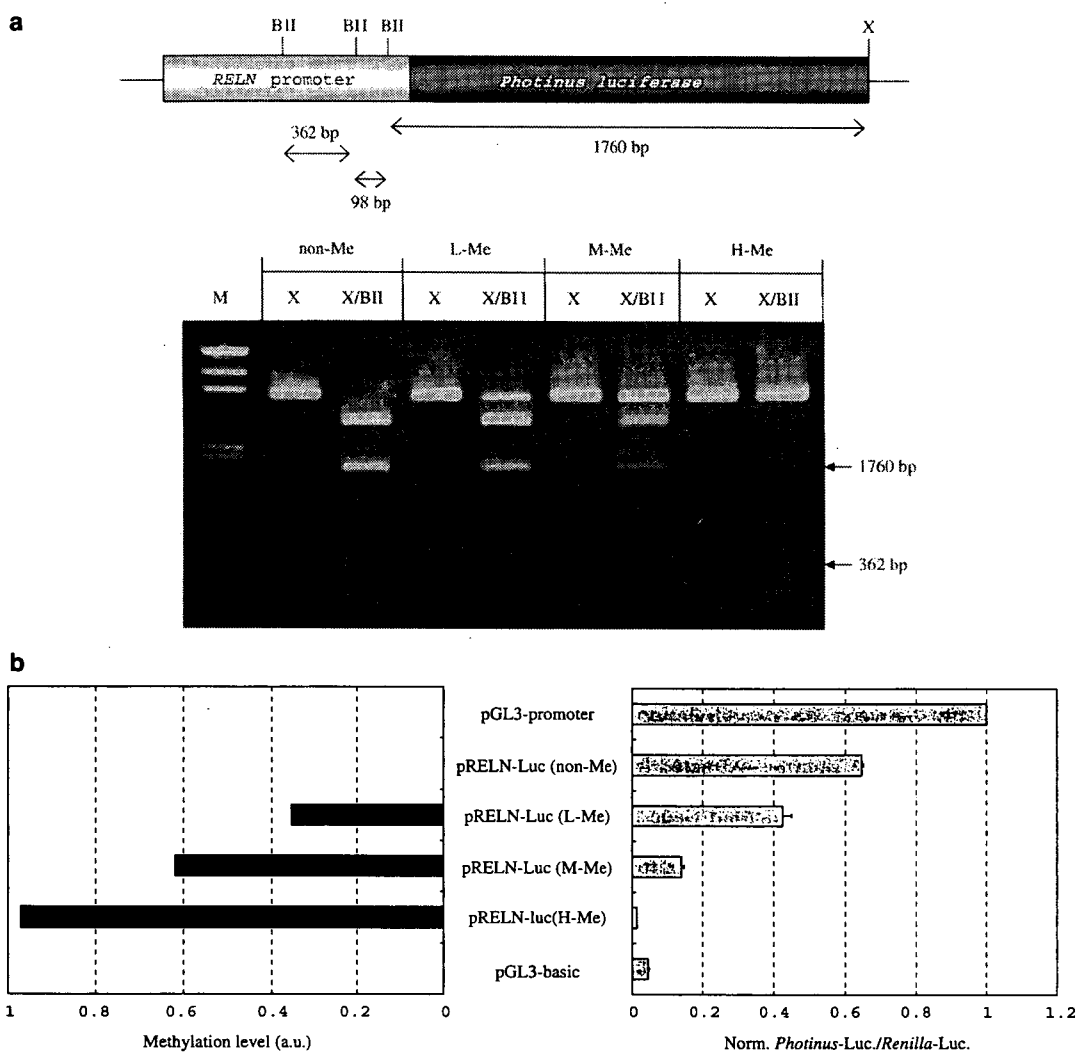 a
BII BII BII X
RELN promoter Photinus luciferase
362 bp
1760 bp
98 bp
non-Me L-Me M-Me H-Me
M X X/BII X X/BII X X/BII X X/BII
1760 bp
362 bp
b
pGL3-promoter
pRELN-Luc (non-Me)
pRELN-Luc (L-Me)
pRELN-Luc (M-Me)
pRELN-luc(H-Me)
pGL3-basic
1 0.8 0.6 0.4 0.2 0
0 0.2 0.4 0.6 0.8 1 1.2
Methylation level (a.u.)
Norm. Photinus-Luc./Renilla-Luc.